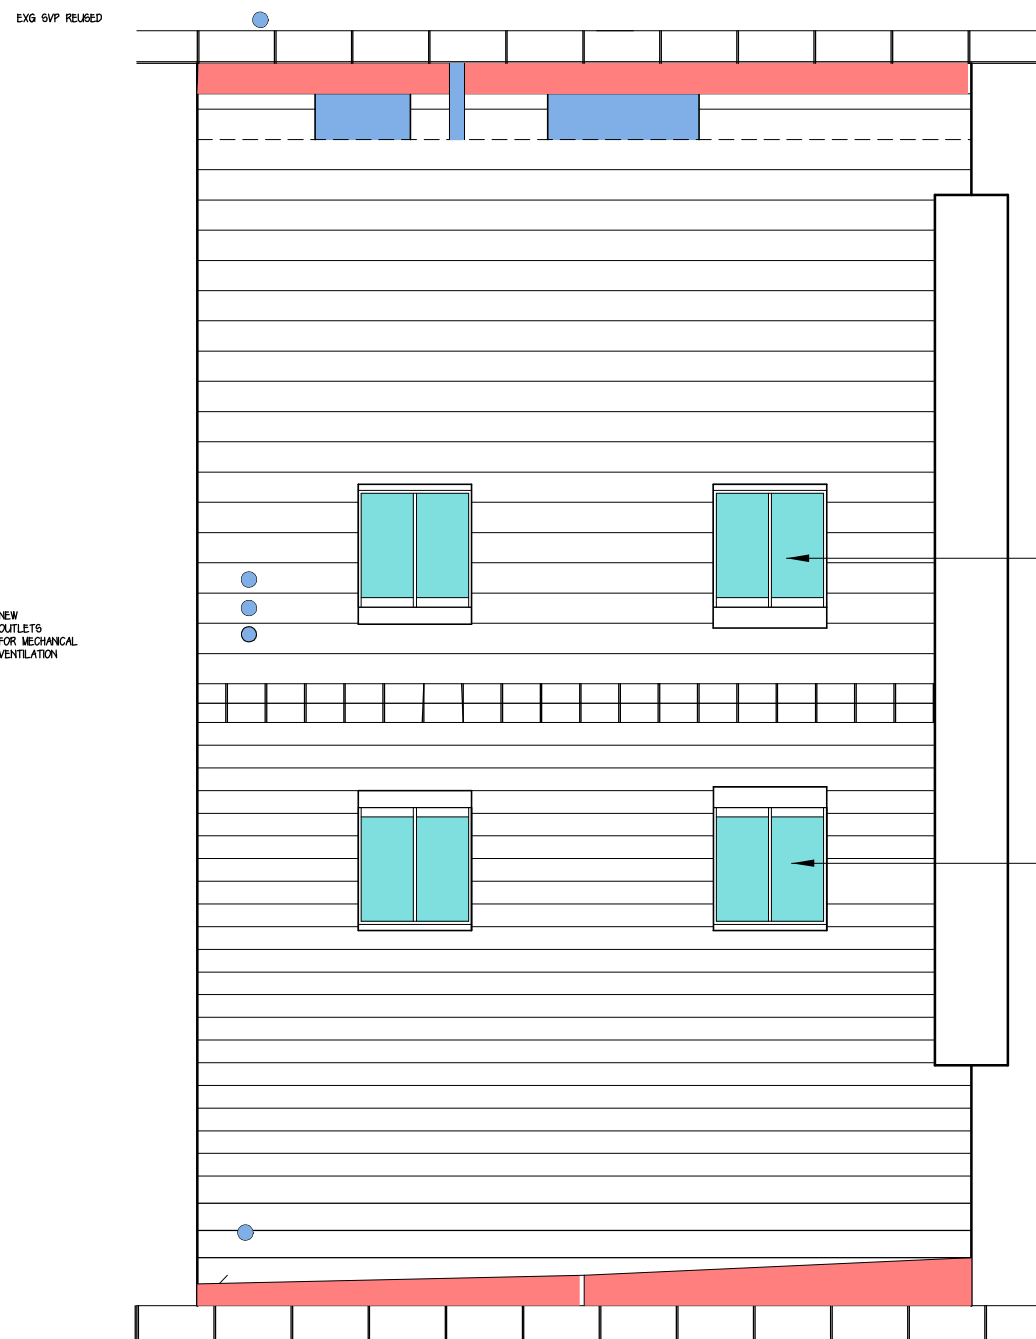 EXG SVP REUSED
NEW
OUTLETS
FOR MECHANICAL
VENTILATION